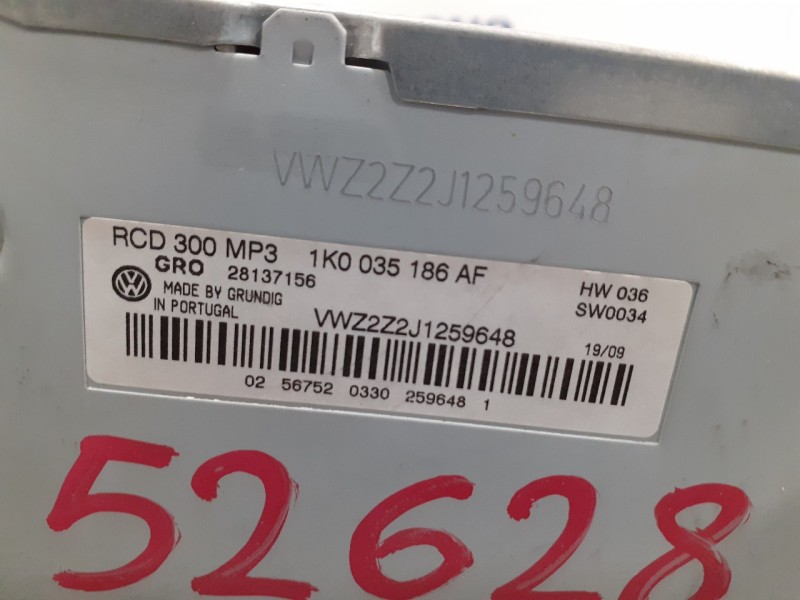 VWZ2Z2J1259648
RCD 300 MP3 1K0 035 186 AF
GRO 28137156
HW 036
SW0034
MADE BY GRUNDIG
IN PORTUGAL
VWZ2Z2J1259648
19/09
02 56752 0330 259648 1
52628